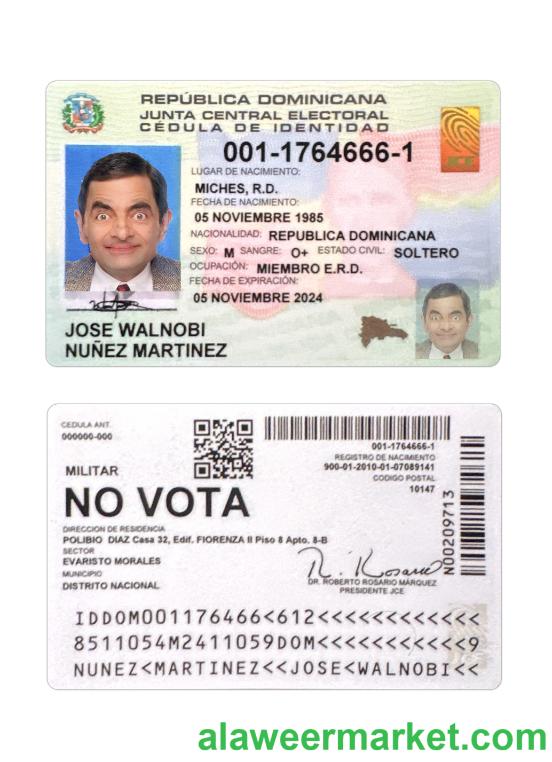 REPÚBLICA DOMINICANA
JUNTA CENTRAL ELECTORAL
CÉDULA DE IDENTIDAD
001-1764666-1
JCE
LUGAR DE NACIMIENTO:
MICHES, R.D.
FECHA DE NACIMIENTO:
05 NOVIEMBRE 1985
NACIONALIDAD: REPUBLICA DOMINICANA
SEXO: M SANGRE: O+ ESTADO CIVIL: SOLTERO
OCUPACIÓN: MIEMBRO E.R.D.
FECHA DE EXPIRACIÓN:
05 NOVIEMBRE 2024
JOSE WALNOBI
NUÑEZ MARTINEZ
CEDULA ANT.
000000-000
001-1764666-1
REGISTRO DE NACIMIENTO
900-01-2010-01-07089141
CODIGO POSTAL
10147
MILITAR
NO VOTA
N00209713
DIRECCION DE RESIDENCIA
POLIBIO DIAZ Casa 32, Edif. FIORENZA II Piso 8 Apto. 8-B
SECTOR
EVARISTO MORALES
MUNICIPIO
DISTRITO NACIONAL
R. Rosario
DR. ROBERTO ROSARIO MÁRQUEZ
PRESIDENTE JCE
IDDOM001176466<612<<<<<<<<<<<<
8511054M2411059DOM<<<<<<<<<<<9
NUNEZ<MARTINEZ<<JOSE<WALNOBI<<
alaweermarket.com